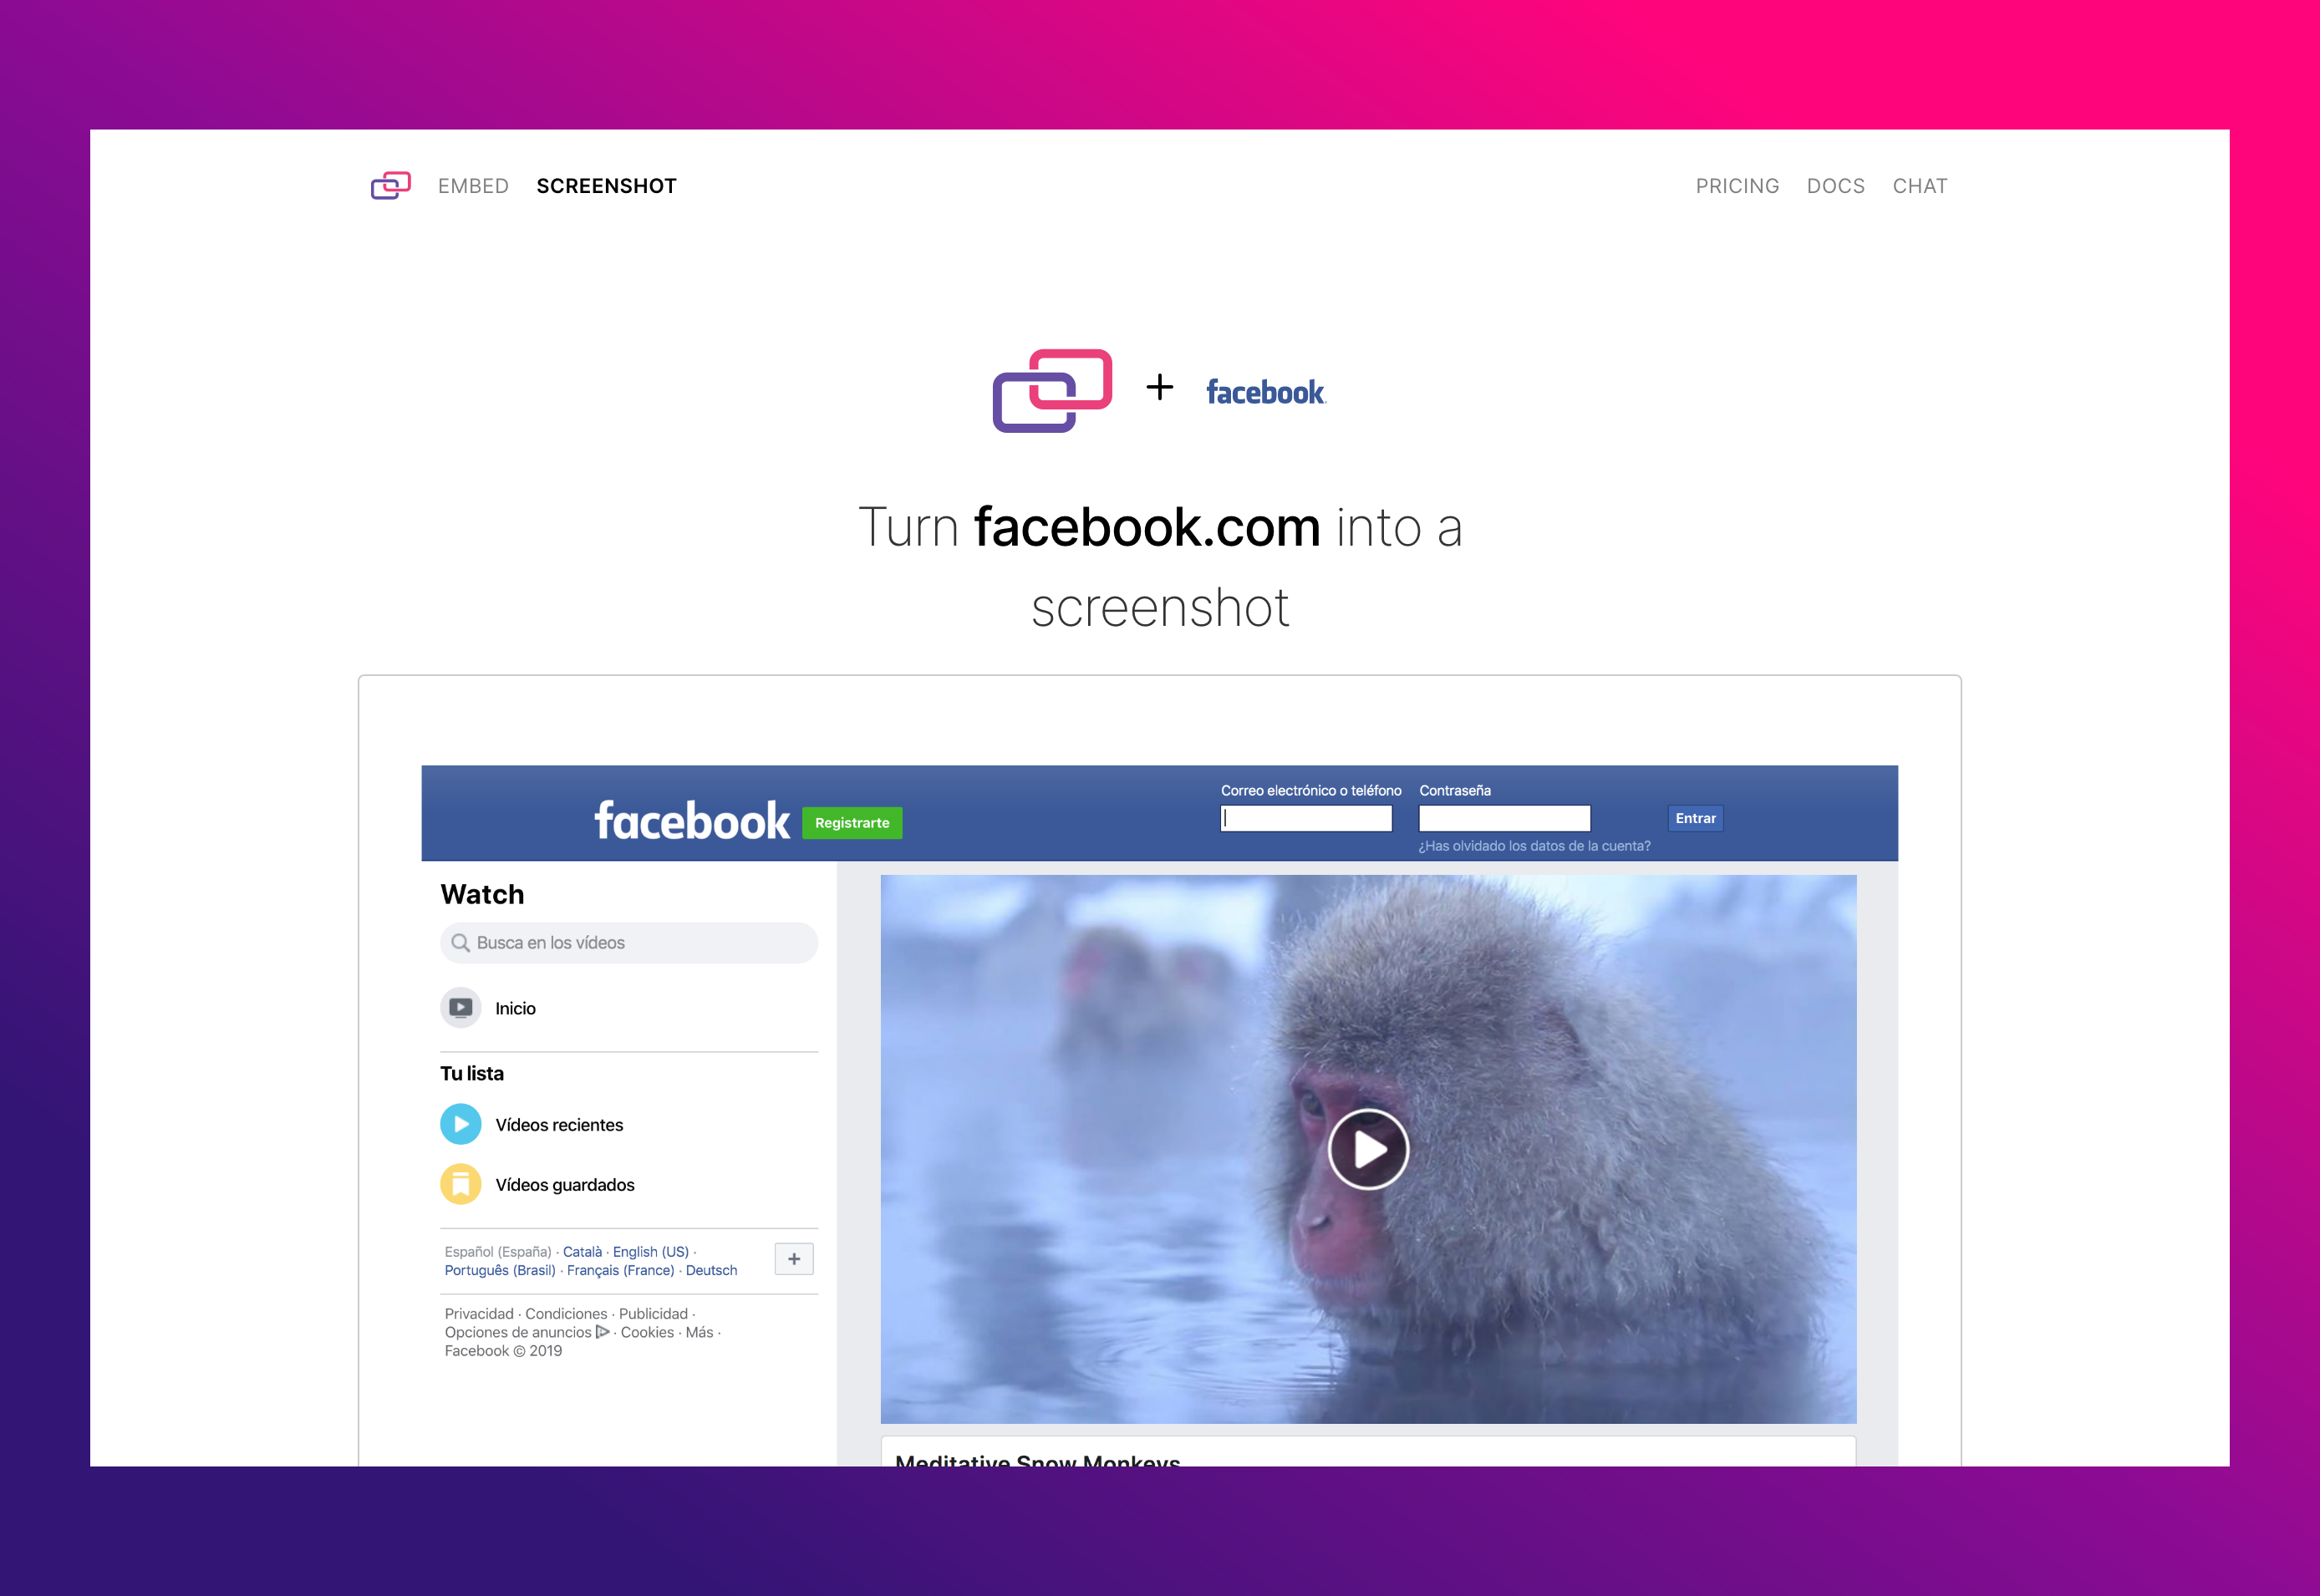 EMBED SCREENSHOT PRICING DOCS CHAT
+ facebook
Turn facebook.com into a
screenshot
facebook Registrarte
Correo electrónico o teléfono Contraseña
Entrar
¿Has olvidado los datos de la cuenta?
Watch
Busca en los vídeos
Inicio
Tu lista
Vídeos recientes
Vídeos guardados
Español (España) · Català · English (US) ·
Português (Brasil) · Français (France) · Deutsch
+
Privacidad · Condiciones · Publicidad ·
Opciones de anuncios · Cookies · Más ·
Facebook © 2019
Meditative Snow Monkeys